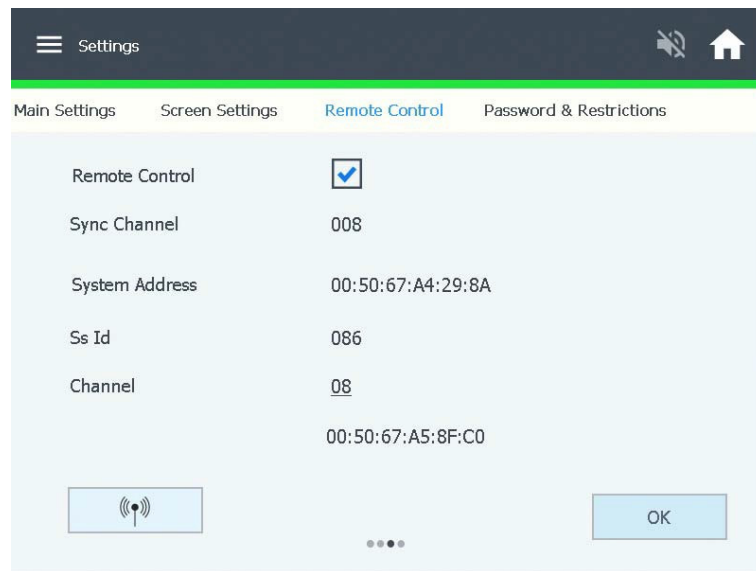 Settings
Main Settings Screen Settings Remote Control Password & Restrictions
Remote Control
Sync Channel 008
System Address 00:50:67:A4:29:8A
Ss Id 086
Channel 08
00:50:67:A5:8F:C0
OK